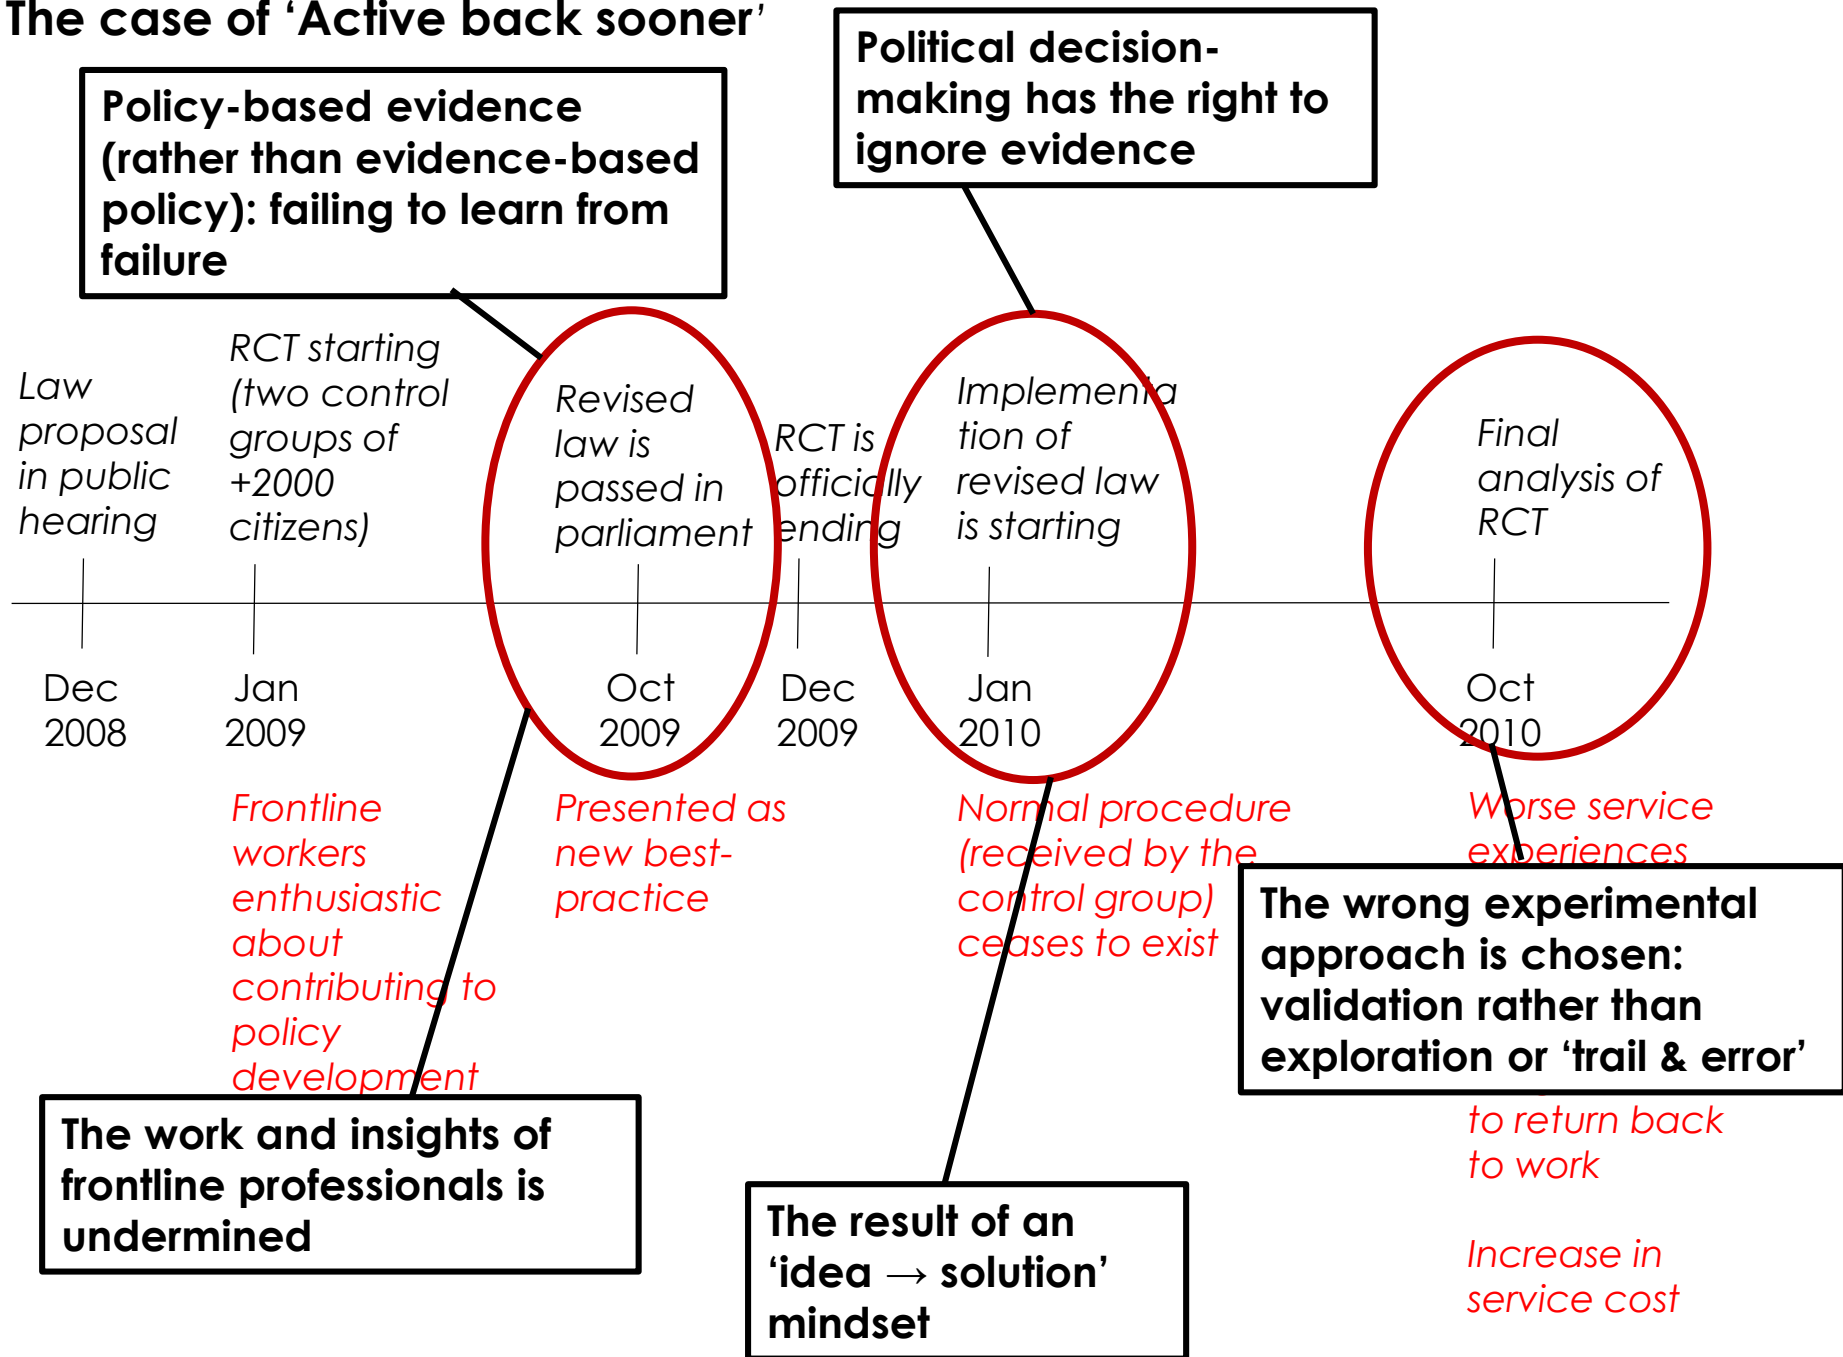 The case of ‘Active back sooner’
Policy-based evidence
(rather than evidence-based
policy): failing to learn from
failure
Political decision-
making has the right to
ignore evidence
Law
proposal
in public
hearing
RCT starting
(two control
groups of
+2000
citizens)
Revised
law is
passed in
parliament
RCT is
officially
ending
Implementa
tion of
revised law
is starting
Final
analysis of
RCT
Dec
2008
Jan
2009
Oct
2009
Dec
2009
Jan
2010
Oct
2010
Frontline
workers
enthusiastic
about
contributing to
policy
development
Presented as
new best-
practice
Normal procedure
(received by the
control group)
ceases to exist
Worse service
experiences
to return back
to work
Increase in
service cost
The work and insights of
frontline professionals is
undermined
The result of an
‘idea → solution’
mindset
The wrong experimental
approach is chosen:
validation rather than
exploration or ‘trail & error’